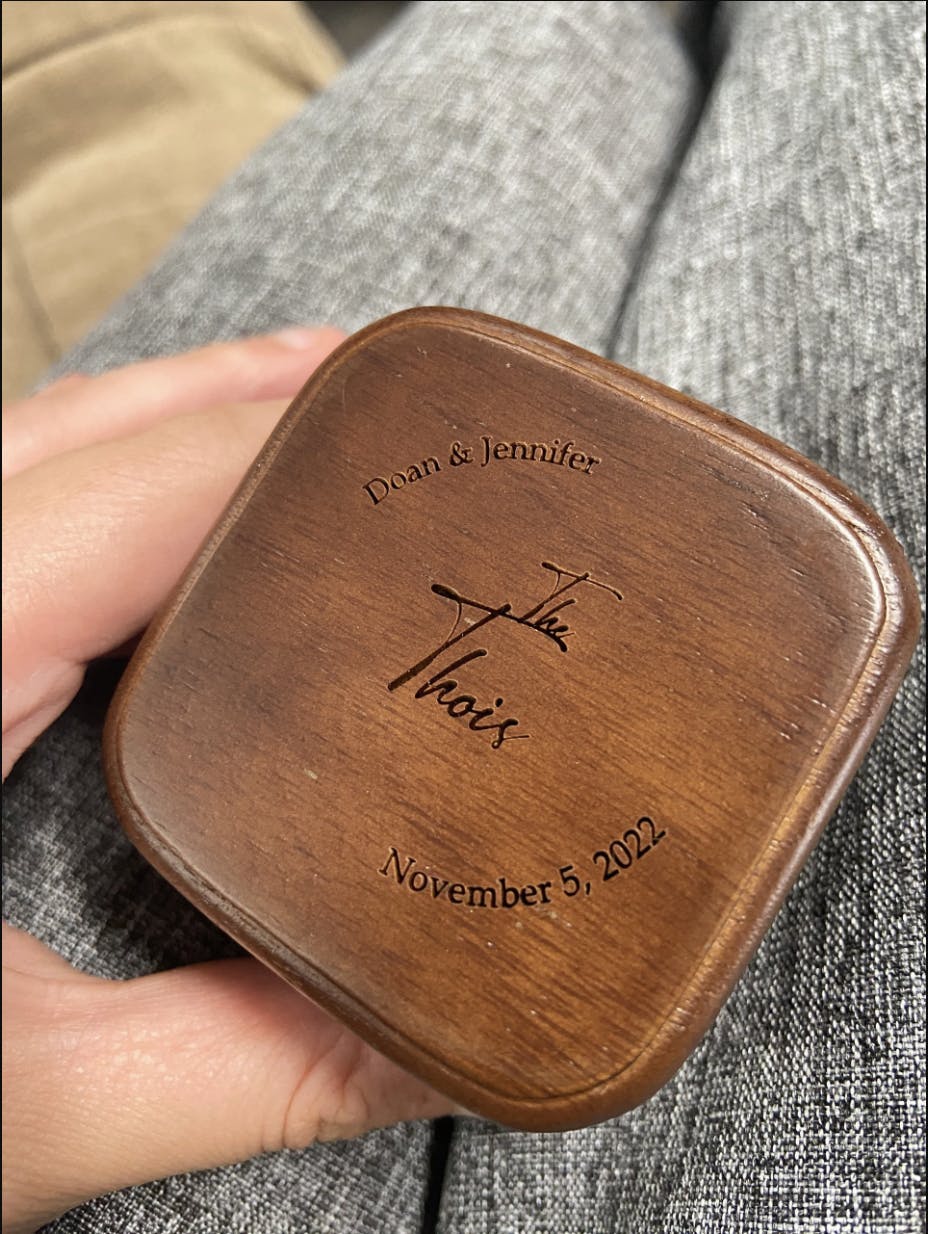 Doan & Jennifer
The
Thois
November 5, 2022